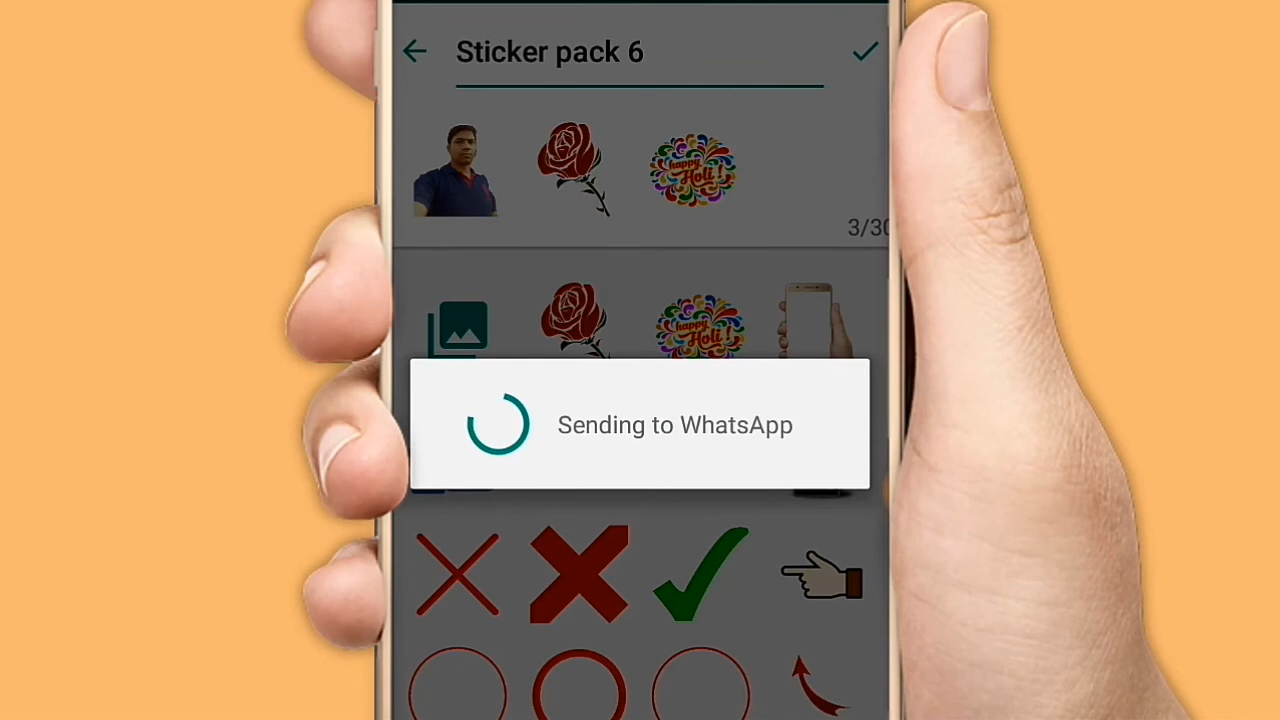 Sticker pack 6
happy
Holi !
3/30
happy
Holi !
Sending to WhatsApp